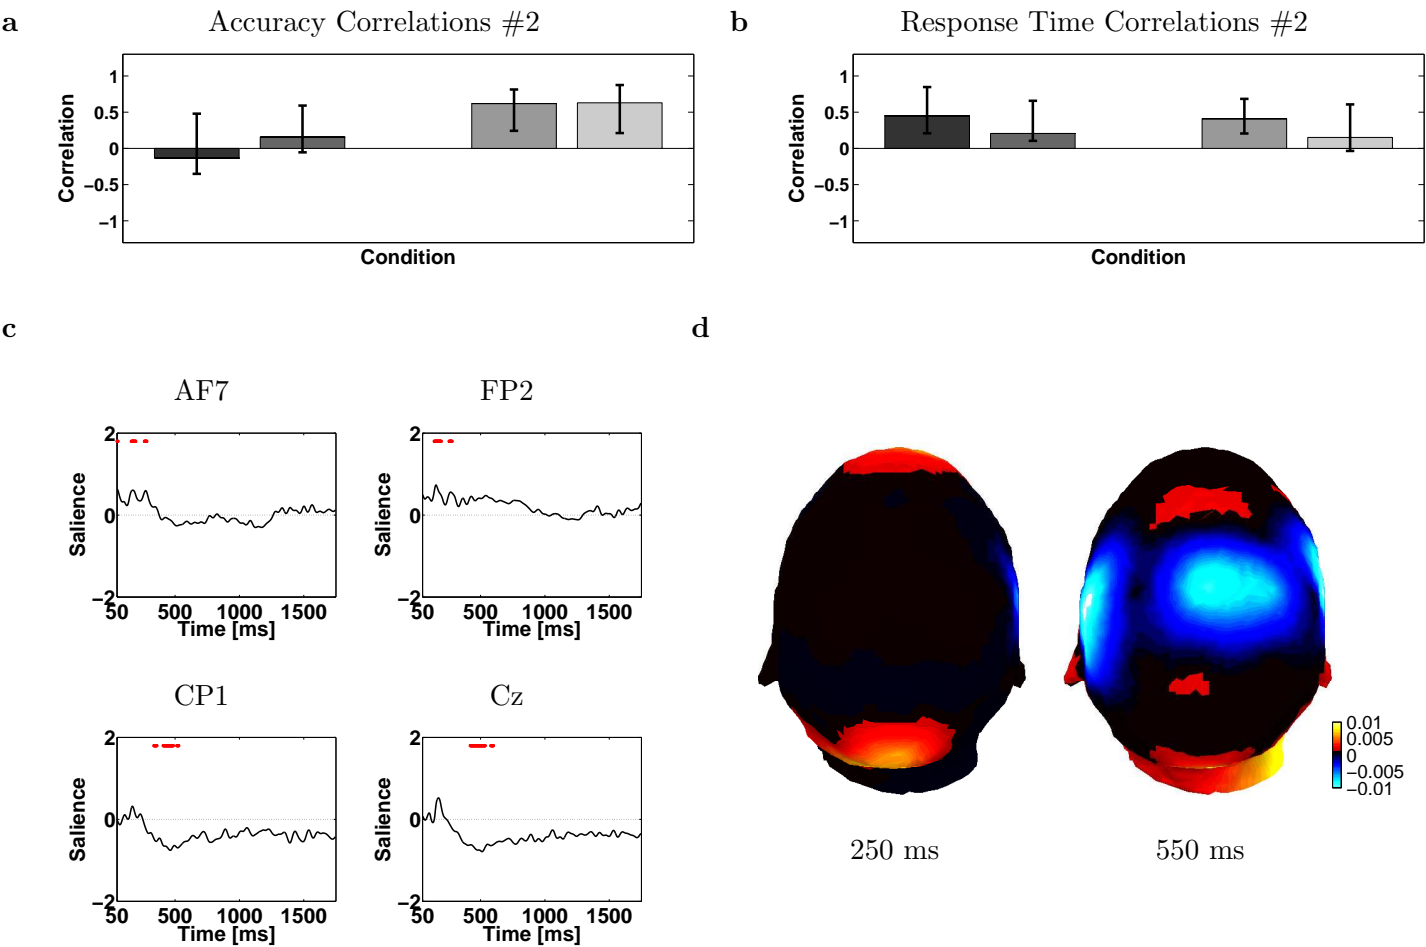 a
Accuracy Correlations #2
1
0.5
0
−0.5
−1
Correlation
Condition
b
Response Time Correlations #2
1
0.5
0
−0.5
−1
Correlation
Condition
c
AF7
2
0
−2
Salience
50 500 1000 1500
Time [ms]
FP2
2
0
−2
Salience
50 500 1000 1500
Time [ms]
CP1
2
0
−2
Salience
50 500 1000 1500
Time [ms]
Cz
2
0
−2
Salience
50 500 1000 1500
Time [ms]
d
0.01
0.005
0
−0.005
−0.01
250 ms
550 ms